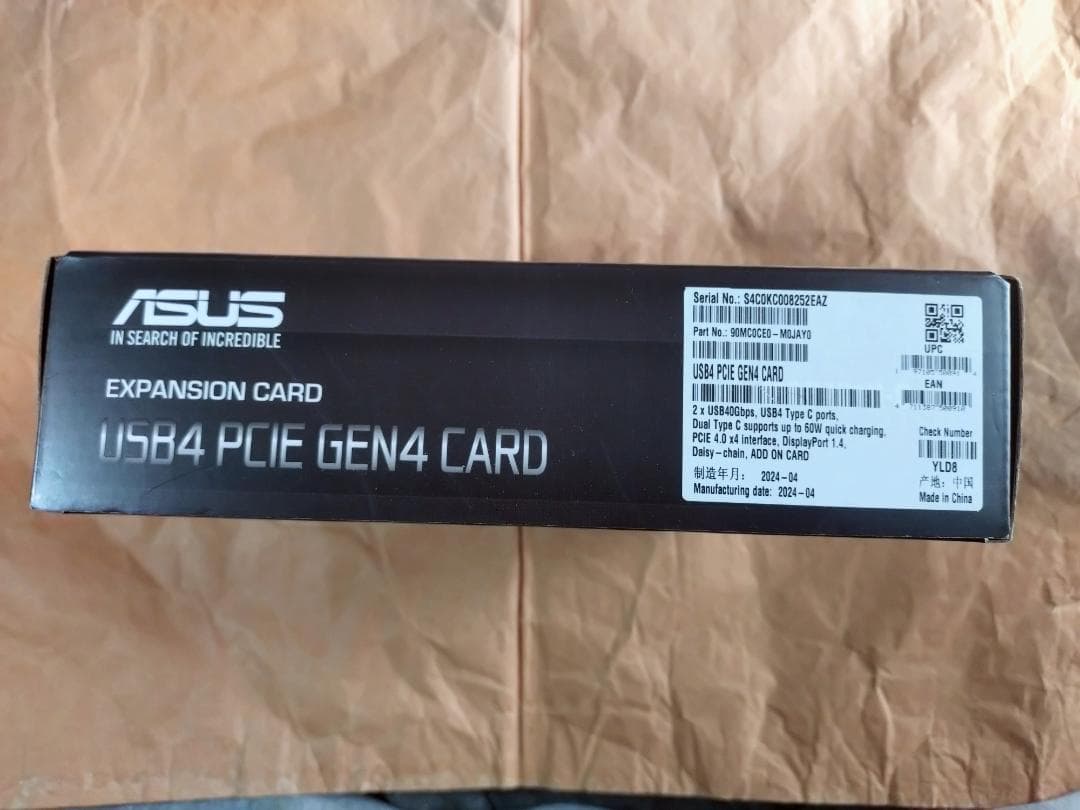 ASUS
IN SEARCH OF INCREDIBLE
EXPANSION CARD
USB4 PCIE GEN4 CARD
Serial No.: S4C0KC008252EAZ
Part No.: 90MC0CE0-M0JAY0
USB4 PCIE GEN4 CARD
2 x USB40Gbps, USB4 Type C ports,
Dual Type C supports up to 60W quick charging,
PCIE 4.0 x4 interface, DisplayPort 1.4,
Daisy-chain, ADD ON CARD
制造年月: 2024-04
Manufacturing date: 2024-04
UPC
EAN
4 711387 500910
Check Number
YLD8
产地: 中国
Made in China